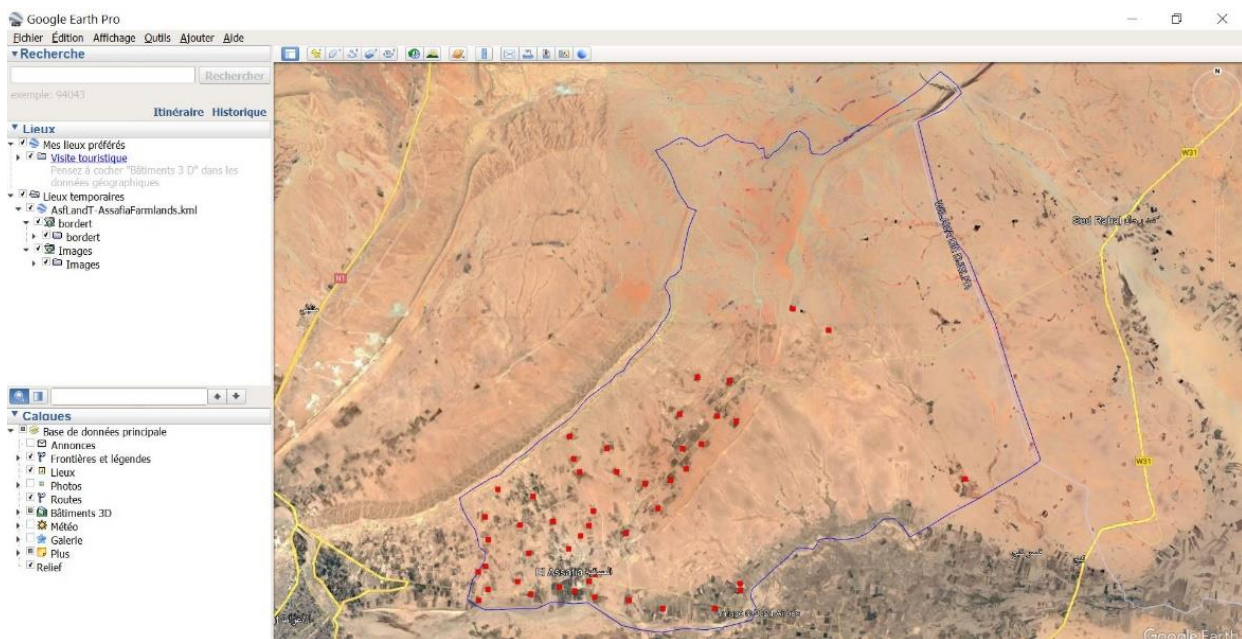 Google Earth Pro
Fichier Édition Affichage Outils Ajouter Aide
Recherche
Rechercher
exemple: 94043
Itinéraire Historique
Lieux
Mes lieux préférés
Visite touristique
Pensez à cocher "Bâtiments 3 D" dans les
données géographiques
Lieux temporaires
AsfLandT-AssafiaFarmlands.kml
bordert
bordert
Images
Images
Calques
Base de données principale
Annonces
Frontières et légendes
Lieux
Photos
Routes
Bâtiments 3D
Météo
Galerie
Plus
Relief
N
W31
N1
W31
El Assafia العسافية
Google Earth